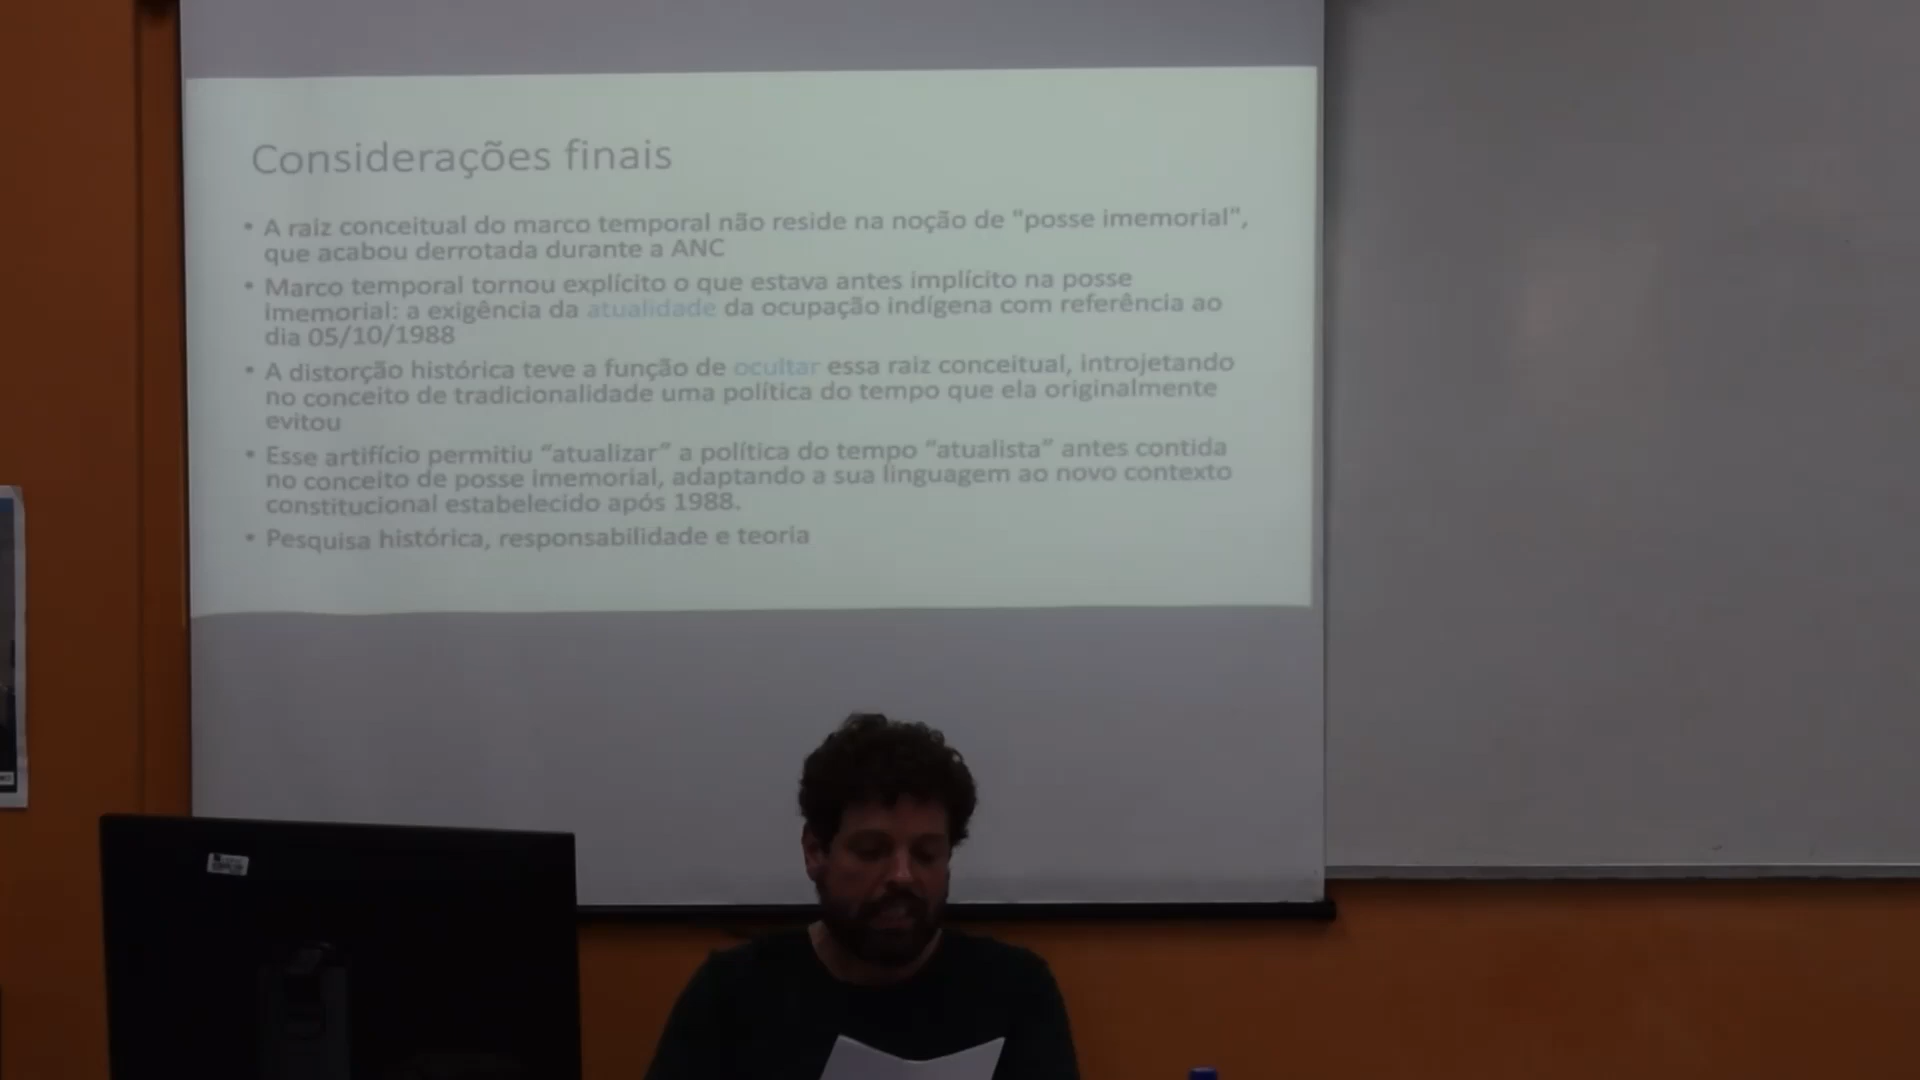 Considerações finais
• A raiz conceitual do marco temporal não reside na noção de "posse imemorial",
que acabou derrotada durante a ANC
• Marco temporal tornou explícito o que estava antes implícito na posse
imemorial: a exigência da atualidade da ocupação indígena com referência ao
dia 05/10/1988
• A distorção histórica teve a função de ocultar essa raiz conceitual, introjetando
no conceito de tradicionalidade uma política do tempo que ela originalmente
evitou
• Esse artifício permitiu “atualizar” a política do tempo “atualista” antes contida
no conceito de posse imemorial, adaptando a sua linguagem ao novo contexto
constitucional estabelecido após 1988.
• Pesquisa histórica, responsabilidade e teoria